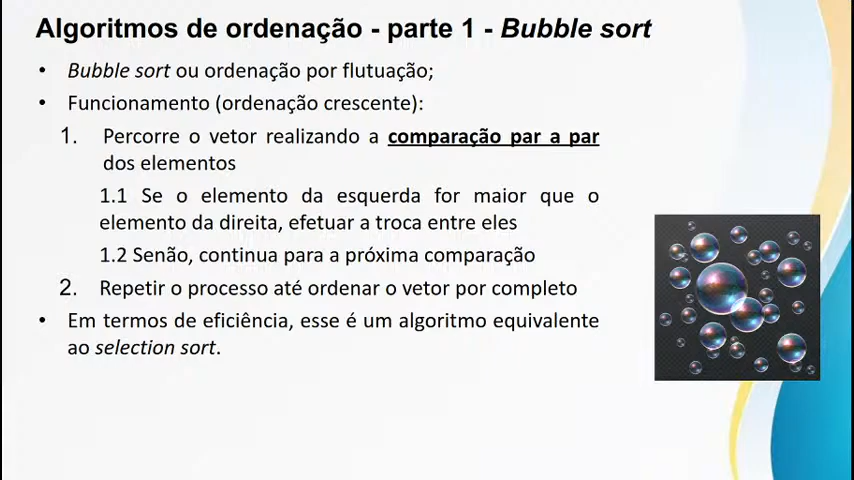 Algoritmos de ordenação - parte 1 - Bubble sort
• Bubble sort ou ordenação por flutuação;
• Funcionamento (ordenação crescente):
1. Percorre o vetor realizando a comparação par a par
dos elementos
1.1 Se o elemento da esquerda for maior que o
elemento da direita, efetuar a troca entre eles
1.2 Senão, continua para a próxima comparação
2. Repetir o processo até ordenar o vetor por completo
• Em termos de eficiência, esse é um algoritmo equivalente
ao selection sort.